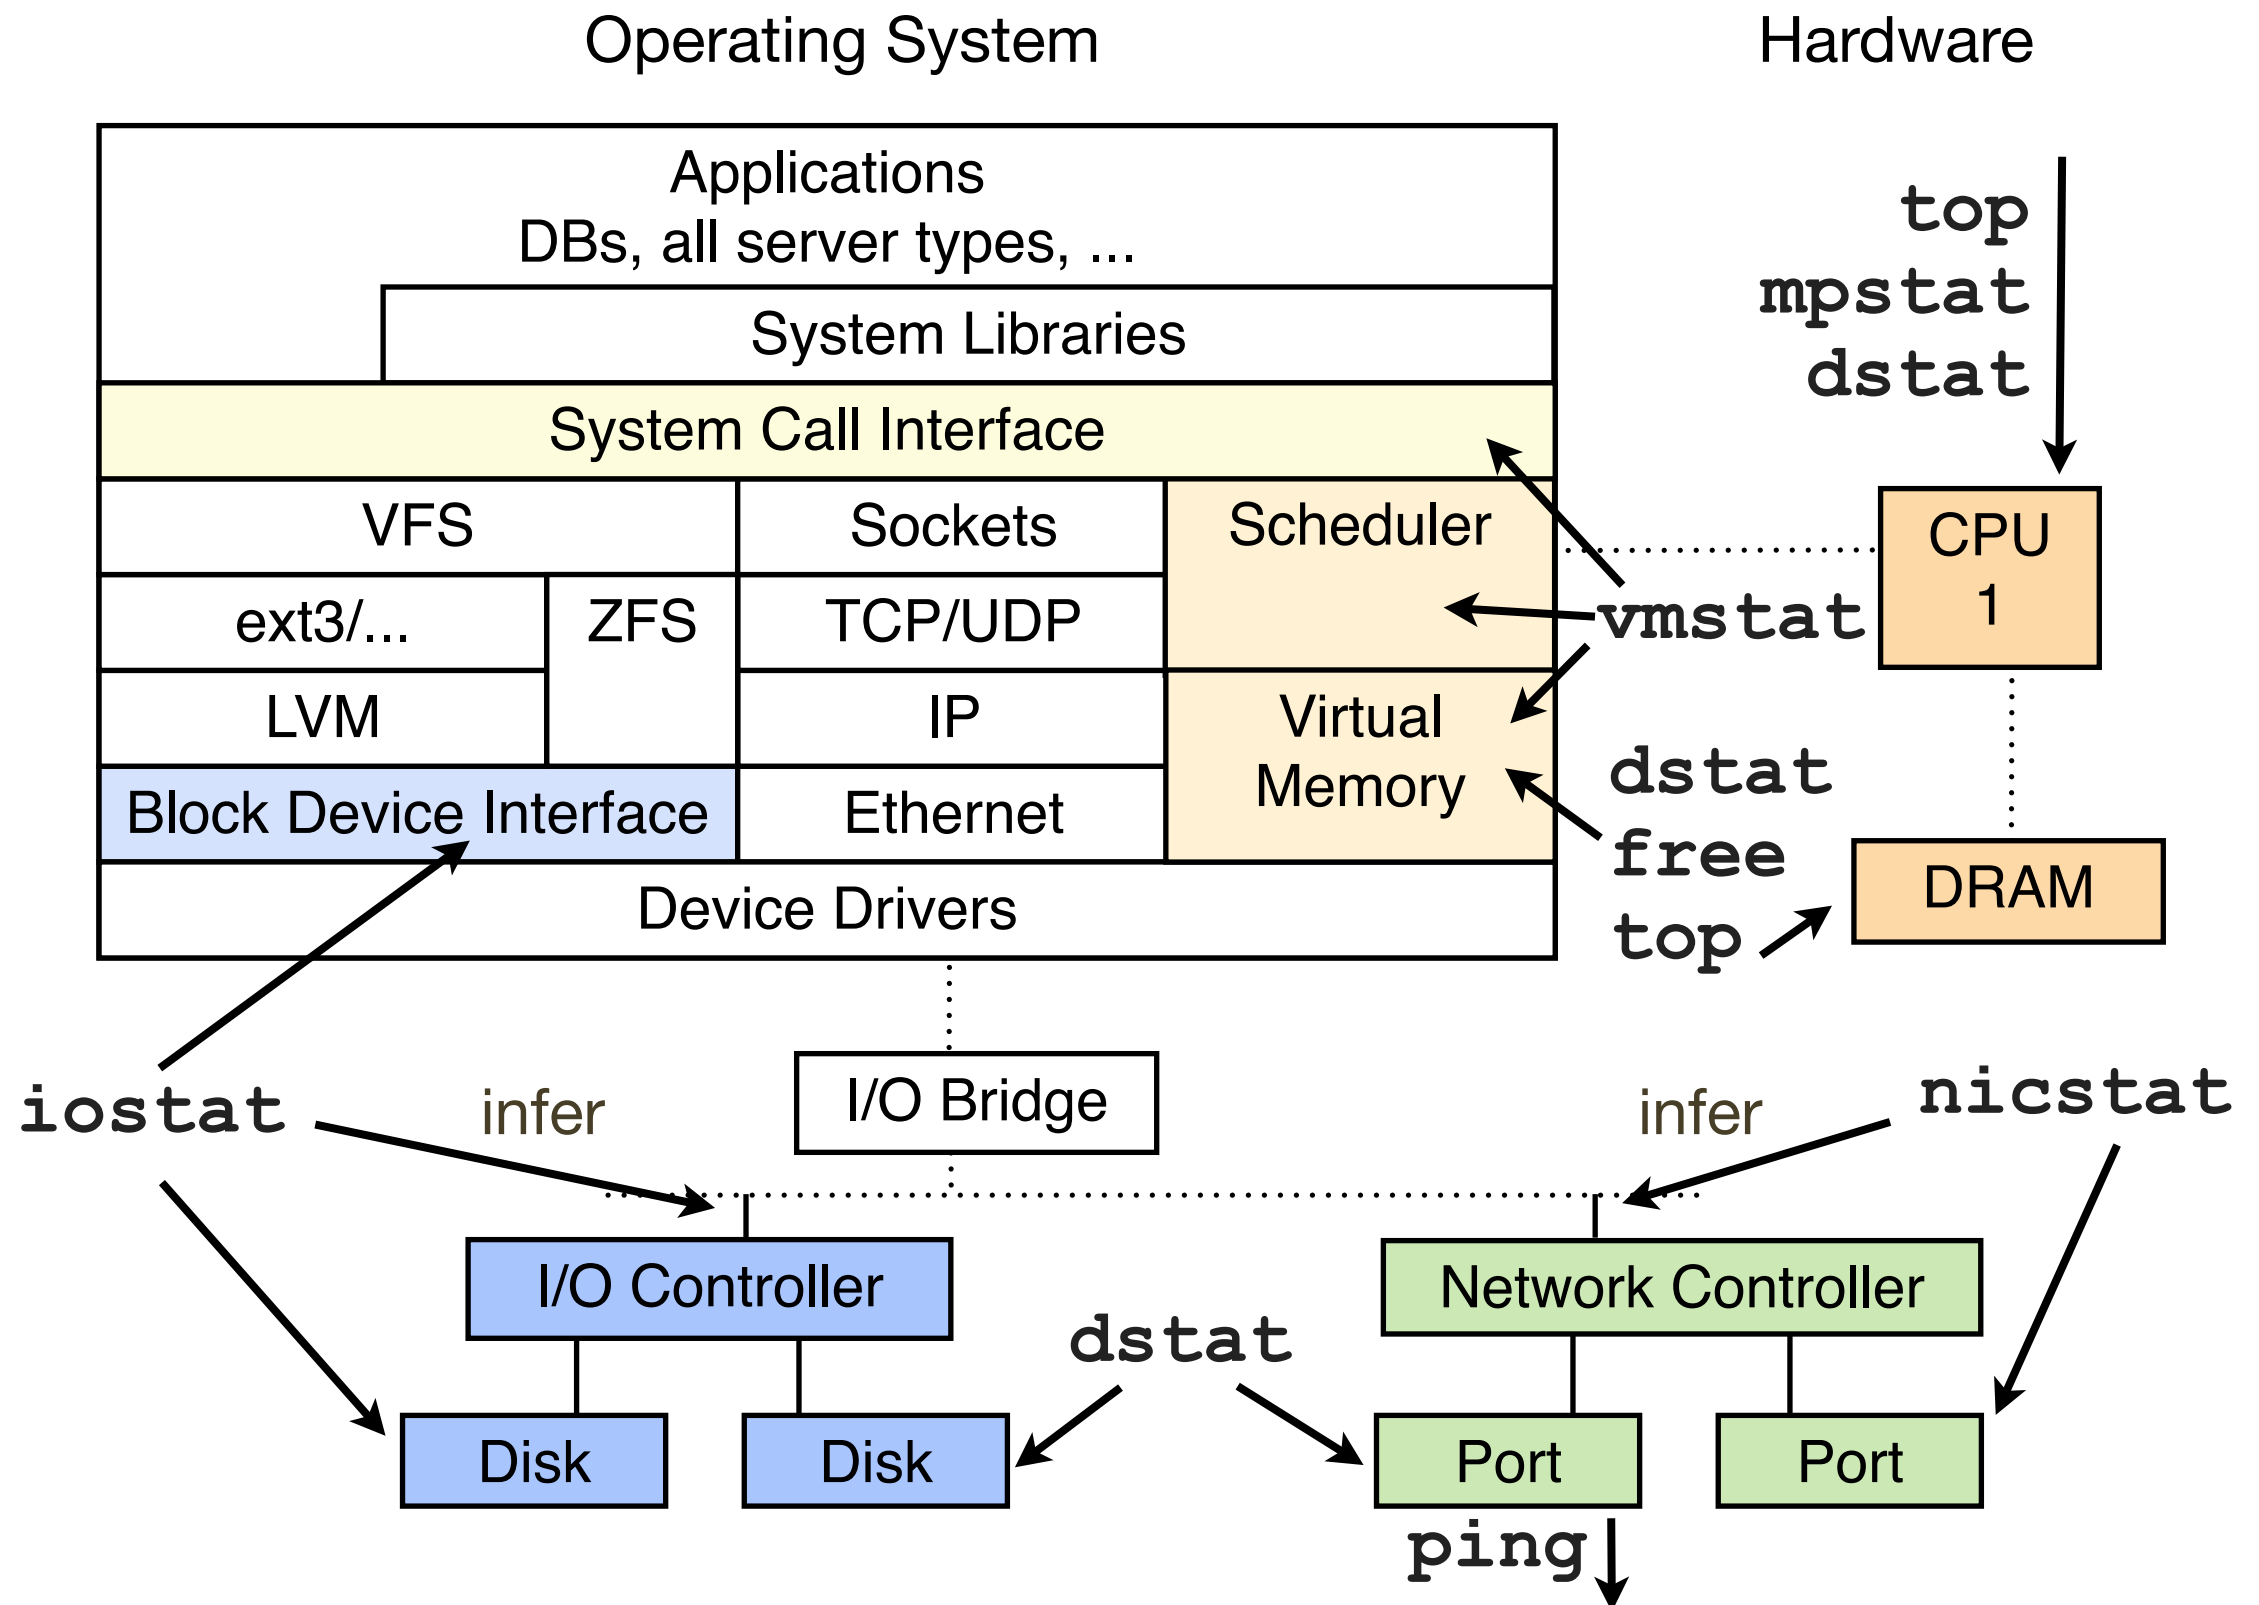 Operating System
Hardware
Applications
DBs, all server types, ...
System Libraries
System Call Interface
VFS
Sockets
Scheduler
ext3/...
ZFS
TCP/UDP
LVM
IP
Virtual
Memory
Block Device Interface
Ethernet
Device Drivers
top
mpstat
dstat
CPU
1
vmstat
dstat
free
top
DRAM
iostat
infer
I/O Bridge
infer
nicstat
I/O Controller
Network Controller
dstat
Disk
Disk
Port
Port
ping